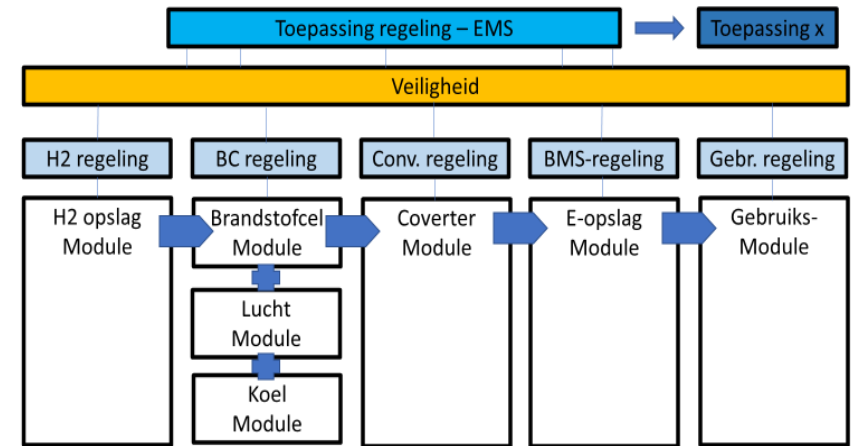 Toepassing regeling – EMS
Toepassing x
Veiligheid
H2 regeling
BC regeling
Conv. regeling
BMS-regeling
Gebr. regeling
H2 opslag
Module
Brandstofcel
Module
Coverter
Module
E-opslag
Module
Gebruiks-
Module
Lucht
Module
Koel
Module